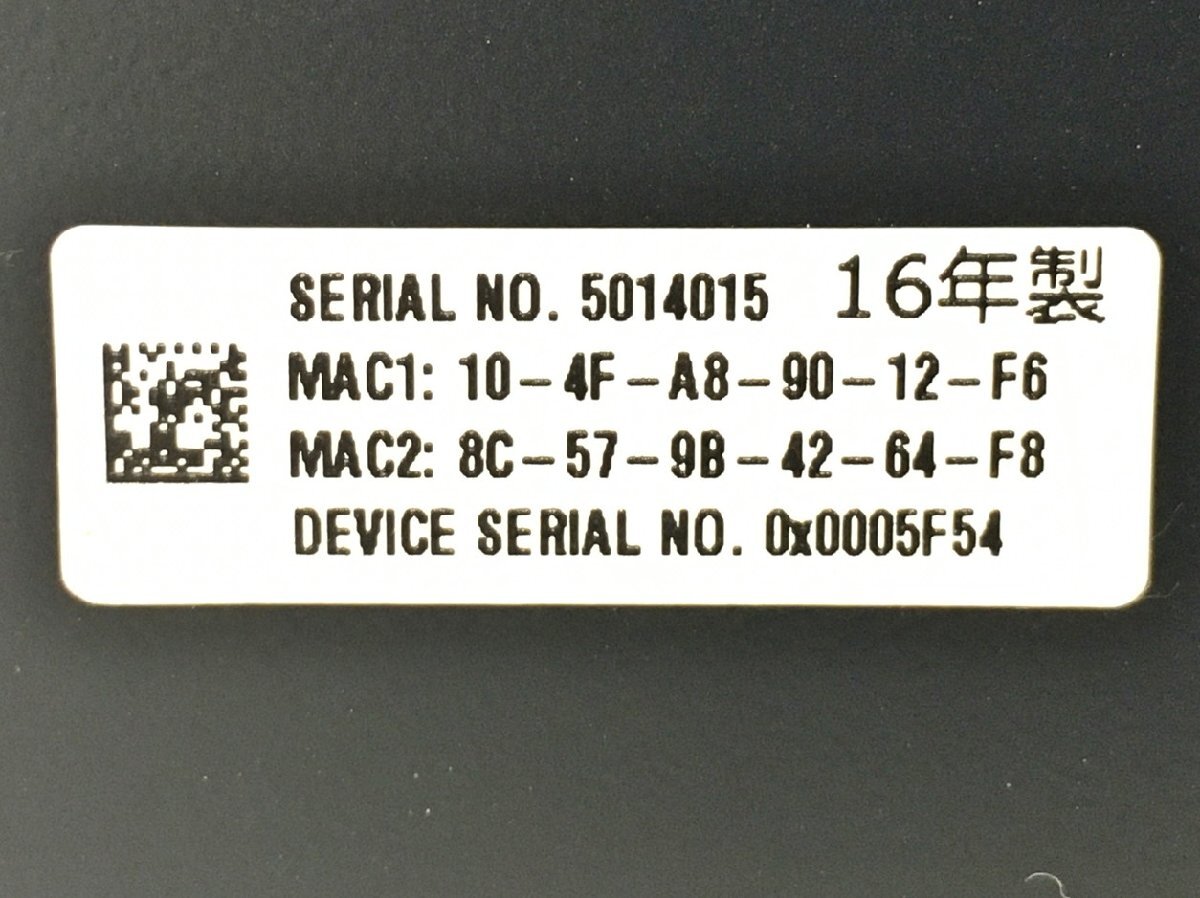 SERIAL NO. 5014015 16年製
MAC1: 10-4F-A8-90-12-F6
MAC2: 8C-57-9B-42-64-F8
DEVICE SERIAL NO. 0x0005F54